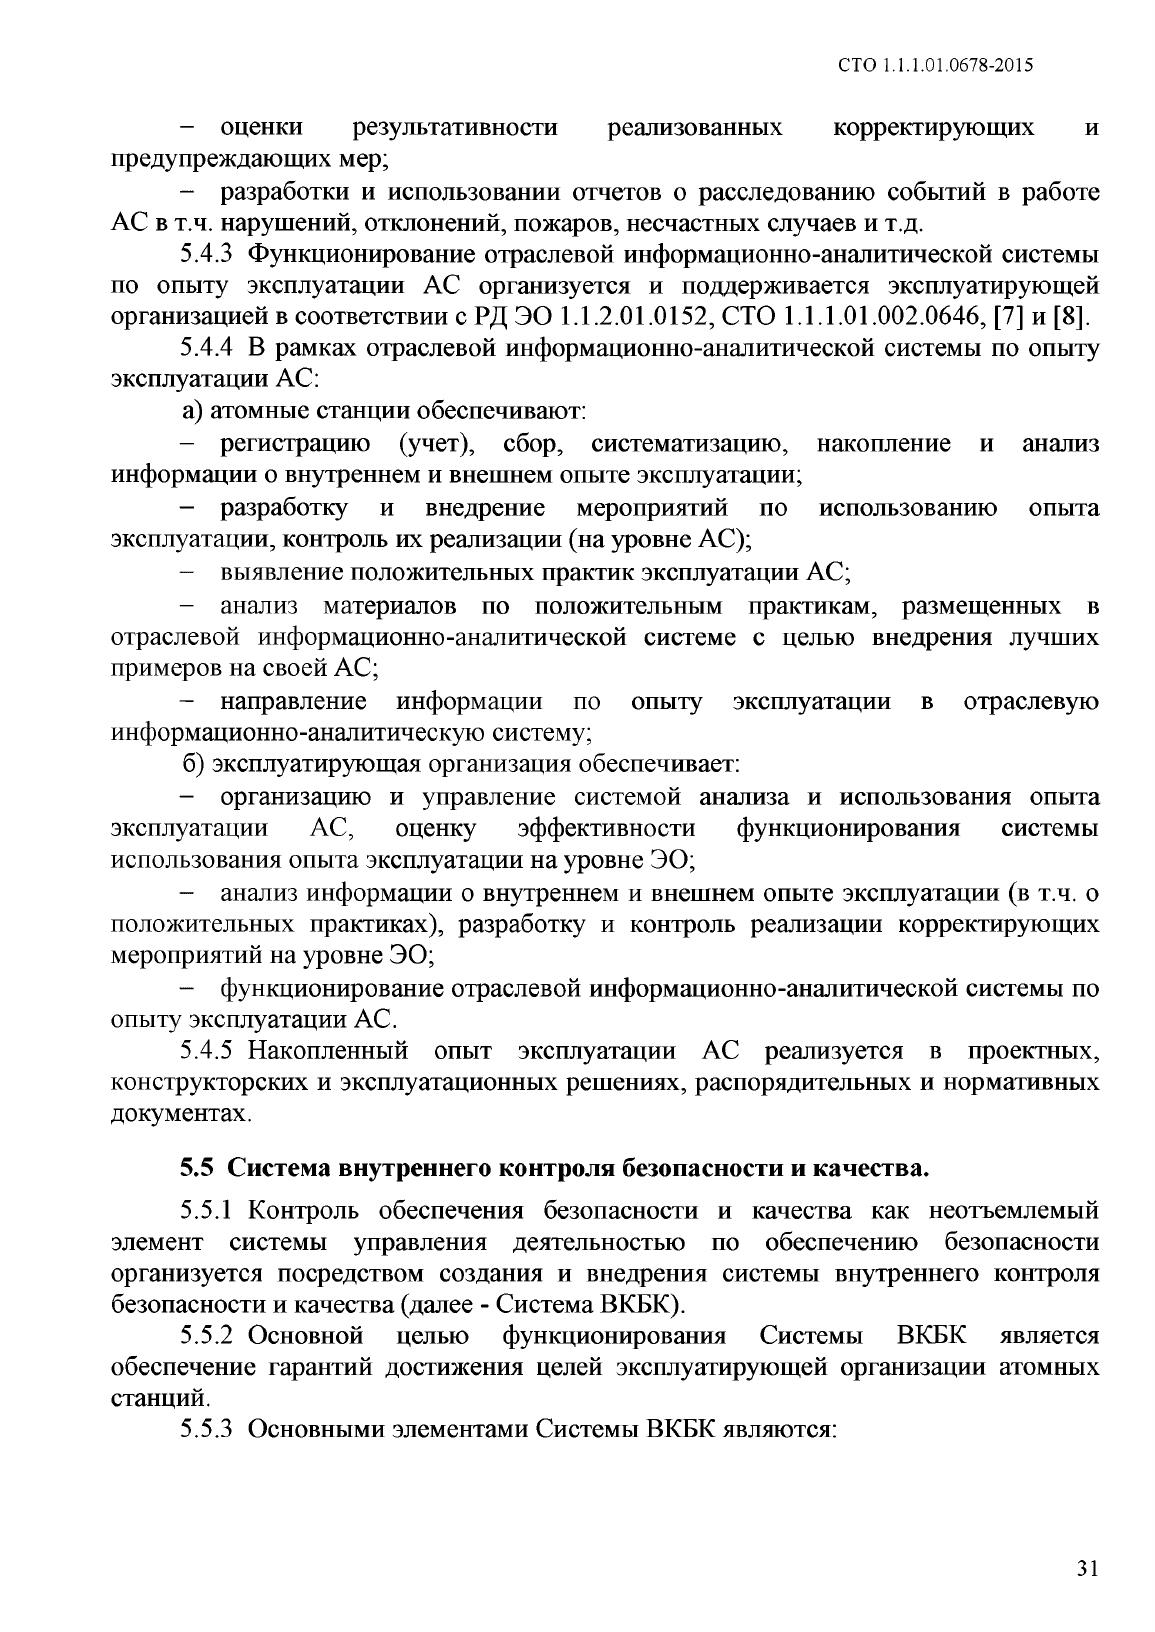 СТО 1.1.1.01.0678-2015
– оценки результативности реализованных корректирующих и
предупреждающих мер;
– разработки и использовании отчетов о расследованию событий в работе
АС в т.ч. нарушений, отклонений, пожаров, несчастных случаев и т.д.
5.4.3 Функционирование отраслевой информационно-аналитической системы
по опыту эксплуатации АС организуется и поддерживается эксплуатирующей
организацией в соответствии с РД ЭО 1.1.2.01.0152, СТО 1.1.1.01.002.0646, [7] и [8].
5.4.4 В рамках отраслевой информационно-аналитической системы по опыту
эксплуатации АС:
а) атомные станции обеспечивают:
– регистрацию (учет), сбор, систематизацию, накопление и анализ
информации о внутреннем и внешнем опыте эксплуатации;
– разработку и внедрение мероприятий по использованию опыта
эксплуатации, контроль их реализации (на уровне АС);
– выявление положительных практик эксплуатации АС;
– анализ материалов по положительным практикам, размещенных в
отраслевой информационно-аналитической системе с целью внедрения лучших
примеров на своей АС;
– направление информации по опыту эксплуатации в отраслевую
информационно-аналитическую систему;
б) эксплуатирующая организация обеспечивает:
– организацию и управление системой анализа и использования опыта
эксплуатации АС, оценку эффективности функционирования системы
использования опыта эксплуатации на уровне ЭО;
– анализ информации о внутреннем и внешнем опыте эксплуатации (в т.ч. о
положительных практиках), разработку и контроль реализации корректирующих
мероприятий на уровне ЭО;
– функционирование отраслевой информационно-аналитической системы по
опыту эксплуатации АС.
5.4.5 Накопленный опыт эксплуатации АС реализуется в проектных,
конструкторских и эксплуатационных решениях, распорядительных и нормативных
документах.
5.5 Система внутреннего контроля безопасности и качества.
5.5.1 Контроль обеспечения безопасности и качества как неотъемлемый
элемент системы управления деятельностью по обеспечению безопасности
организуется посредством создания и внедрения системы внутреннего контроля
безопасности и качества (далее - Система ВКБК).
5.5.2 Основной целью функционирования Системы ВКБК является
обеспечение гарантий достижения целей эксплуатирующей организации атомных
станций.
5.5.3 Основными элементами Системы ВКБК являются:
31